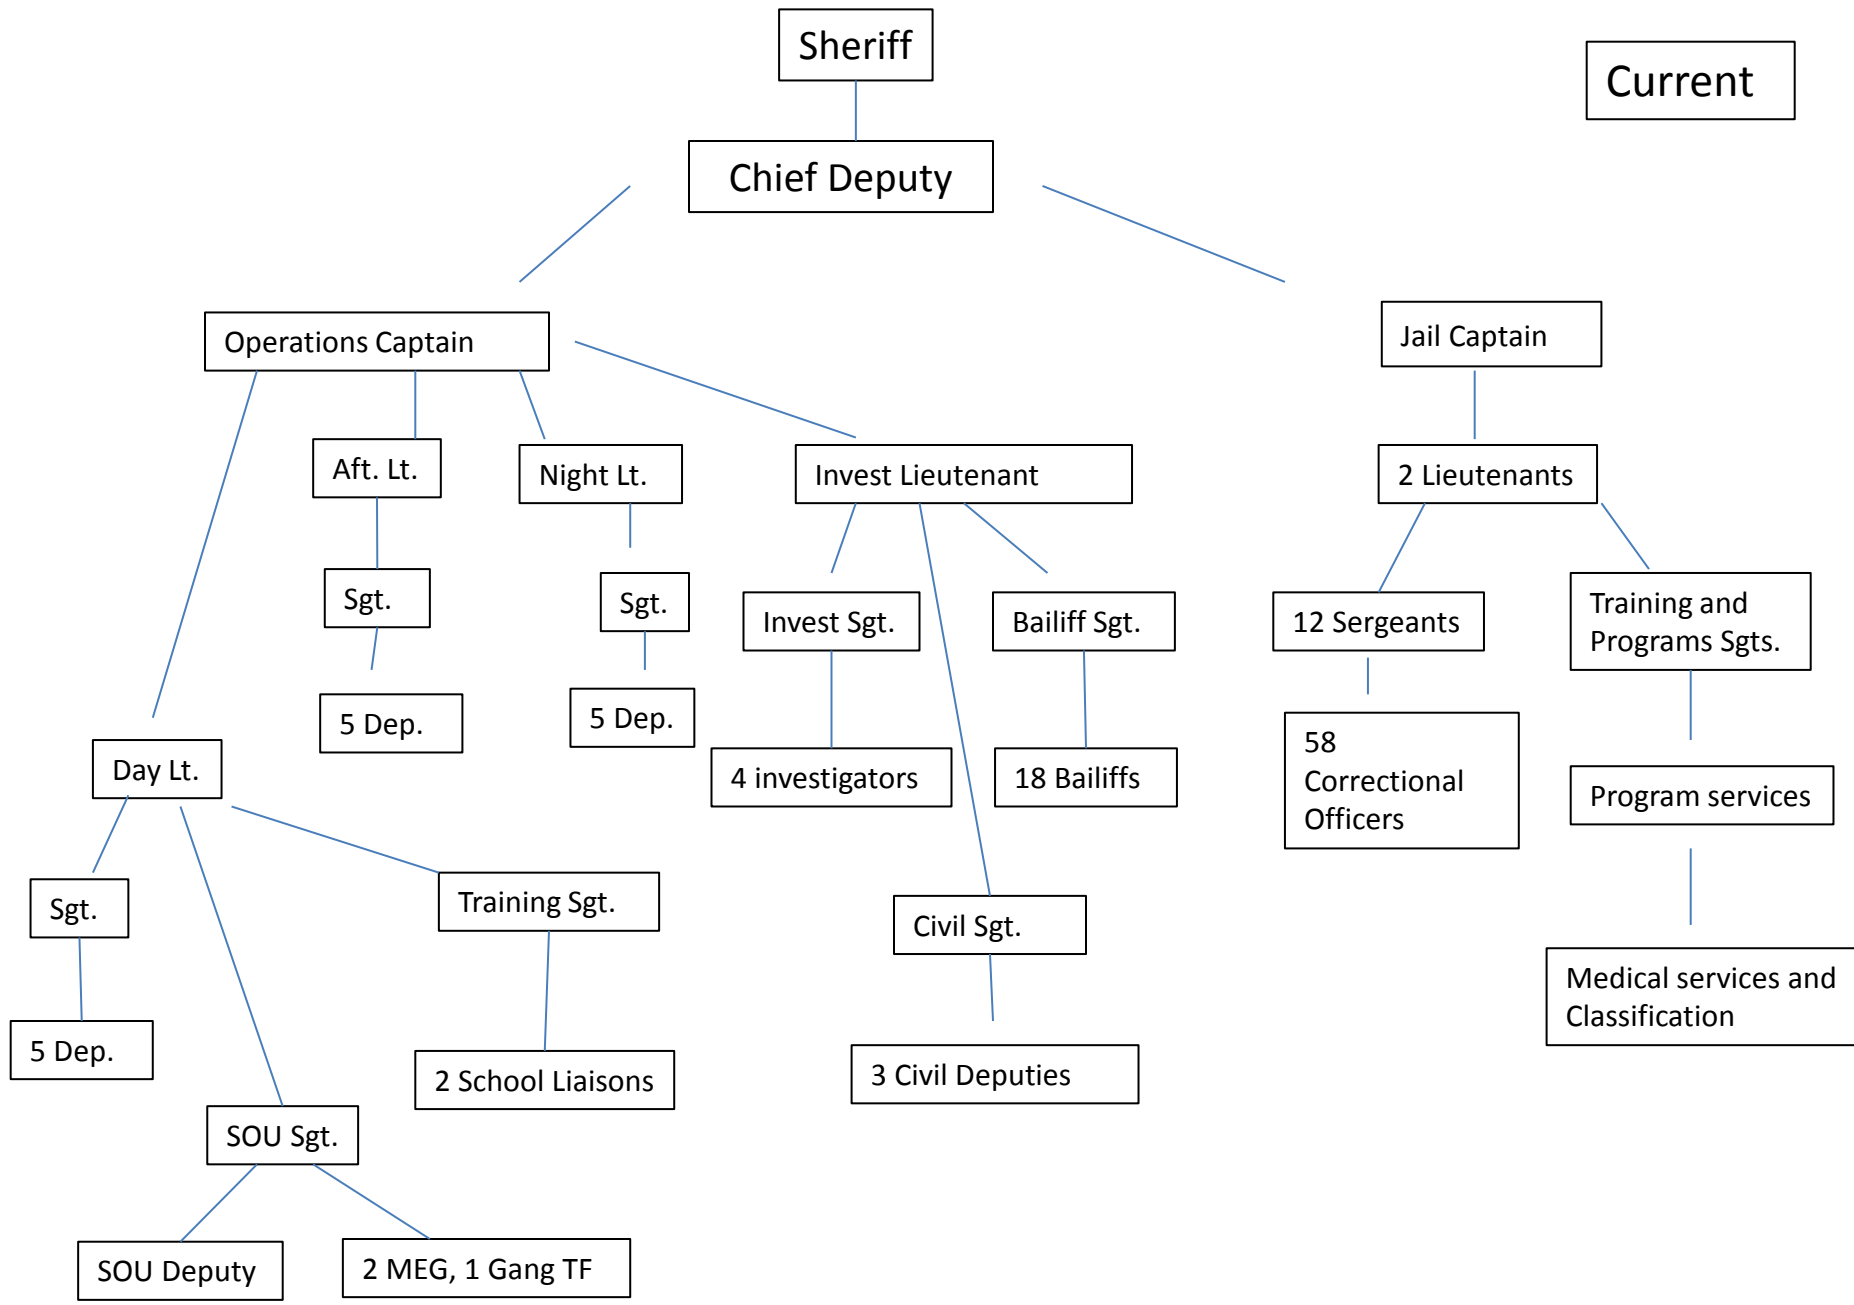 Sheriff
Current
Chief Deputy
Operations Captain
Jail Captain
Aft. Lt.
Night Lt.
Invest Lieutenant
2 Lieutenants
Sgt.
Sgt.
Invest Sgt.
Bailiff Sgt.
12 Sergeants
Training and
Programs Sgts.
5 Dep.
5 Dep.
Day Lt.
4 investigators
18 Bailiffs
58
Correctional
Officers
Program services
Sgt.
Training Sgt.
Civil Sgt.
Medical services and
Classification
5 Dep.
2 School Liaisons
3 Civil Deputies
SOU Sgt.
SOU Deputy
2 MEG, 1 Gang TF